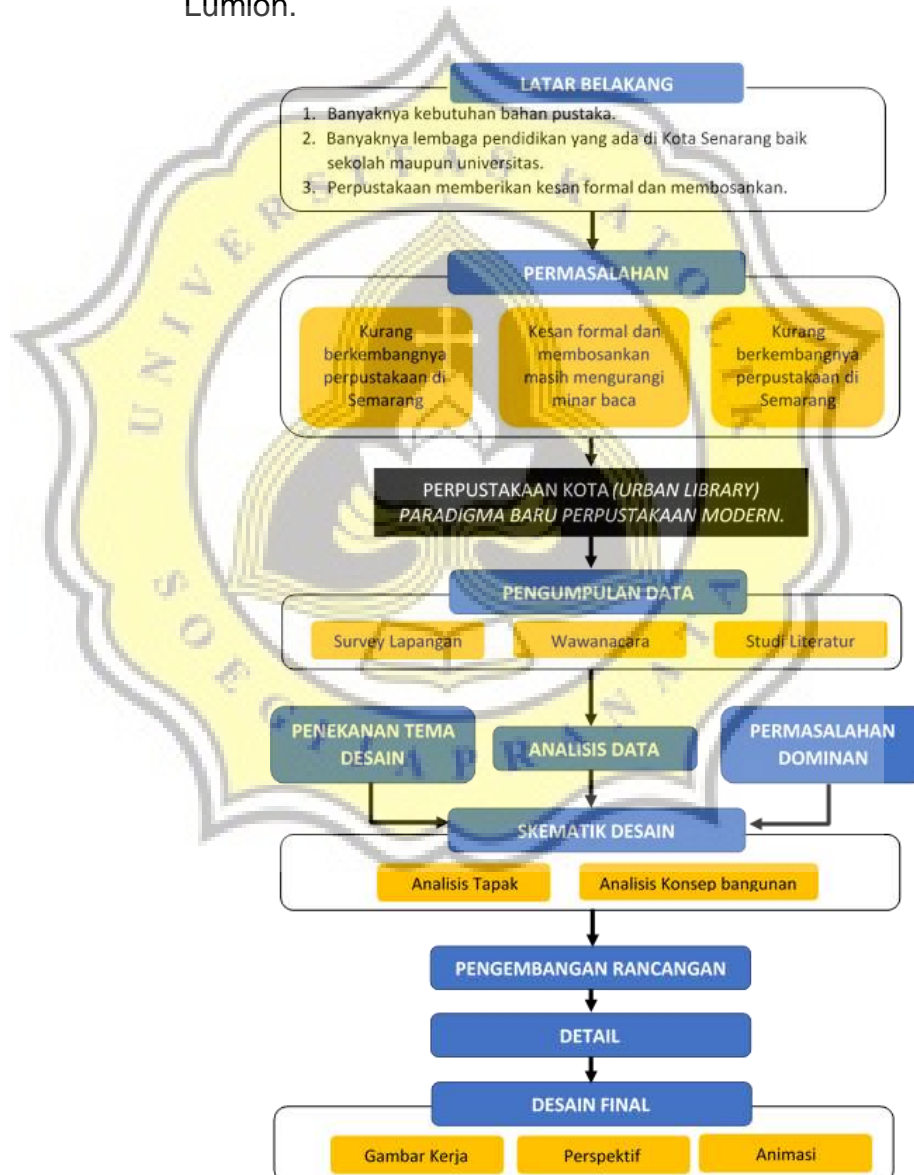 Lumion.
LATAR BELAKANG
1. Banyaknya kebutuhan bahan pustaka.
2. Banyaknya lembaga pendidikan yang ada di Kota Senarang baik
sekolah maupun universitas.
3. Perpustakaan memberikan kesan formal dan membosankan.
PERMASALAHAN
Kurang
berkembangnya
perpustakaan di
Semarang
Kesan formal dan
membosankan
masih mengurangi
minar baca
Kurang
berkembangnya
perpustakaan di
Semarang
PERPUSTAKAAN KOTA (URBAN LIBRARY)
PARADIGMA BARU PERPUSTAKAAN MODERN.
PENGUMPULAN DATA
Survey Lapangan
Wawanacara
Studi Literatur
PENEKANAN TEMA
DESAIN
ANALISIS DATA
PERMASALAHAN
DOMINAN
SKEMATIK DESAIN
Analisis Tapak
Analisis Konsep bangunan
PENGEMBANGAN RANCANGAN
DETAIL
DESAIN FINAL
Gambar Kerja
Perspektif
Animasi
UNIVERSITAS KATOLIK
SOEGIJAPRANATA